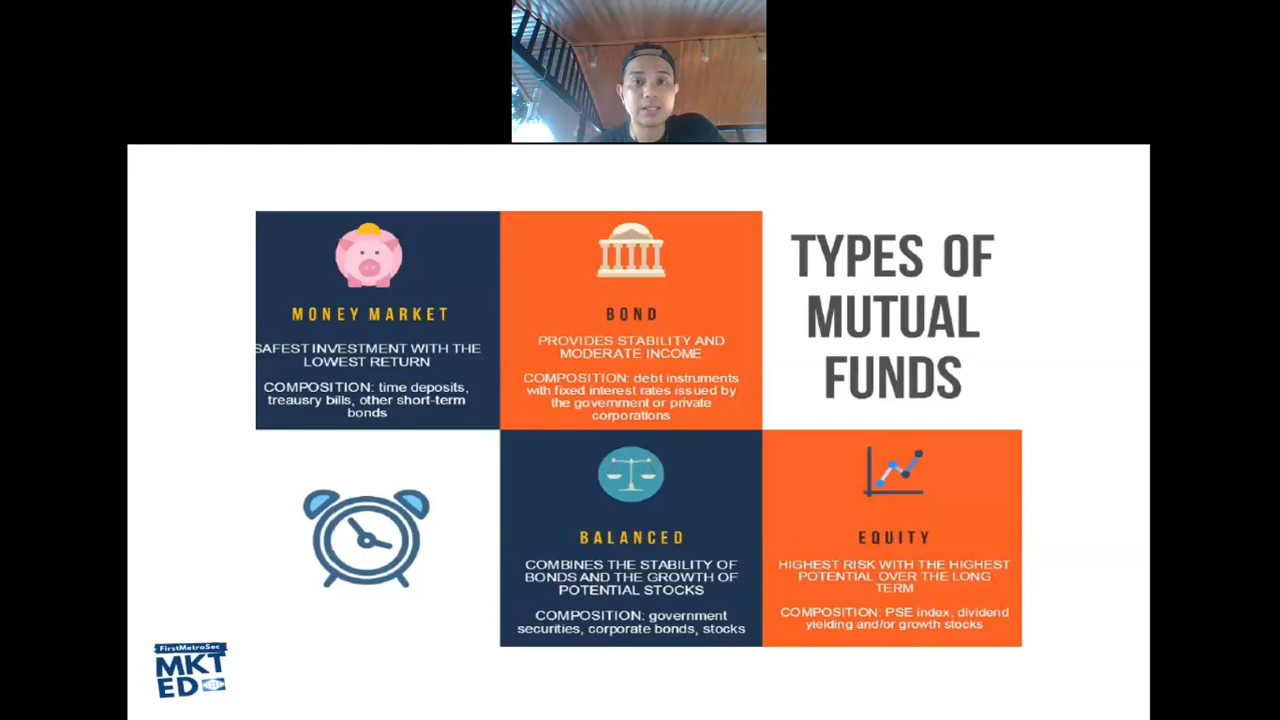 MONEY MARKET
SAFEST INVESTMENT WITH THE
LOWEST RETURN
COMPOSITION: time deposits,
treausry bills, other short-term
bonds
BOND
PROVIDES STABILITY AND
MODERATE INCOME
COMPOSITION: debt instruments
with fixed interest rates issued by
the government or private
corporations
TYPES OF
MUTUAL
FUNDS
BALANCED
COMBINES THE STABILITY OF
BONDS AND THE GROWTH OF
POTENTIAL STOCKS
COMPOSITION: government
securities, corporate bonds, stocks
EQUITY
HIGHEST RISK WITH THE HIGHEST
POTENTIAL OVER THE LONG
TERM
COMPOSITION: PSE index, dividend
yielding and/or growth stocks
FirstMetroSec
MKT
ED